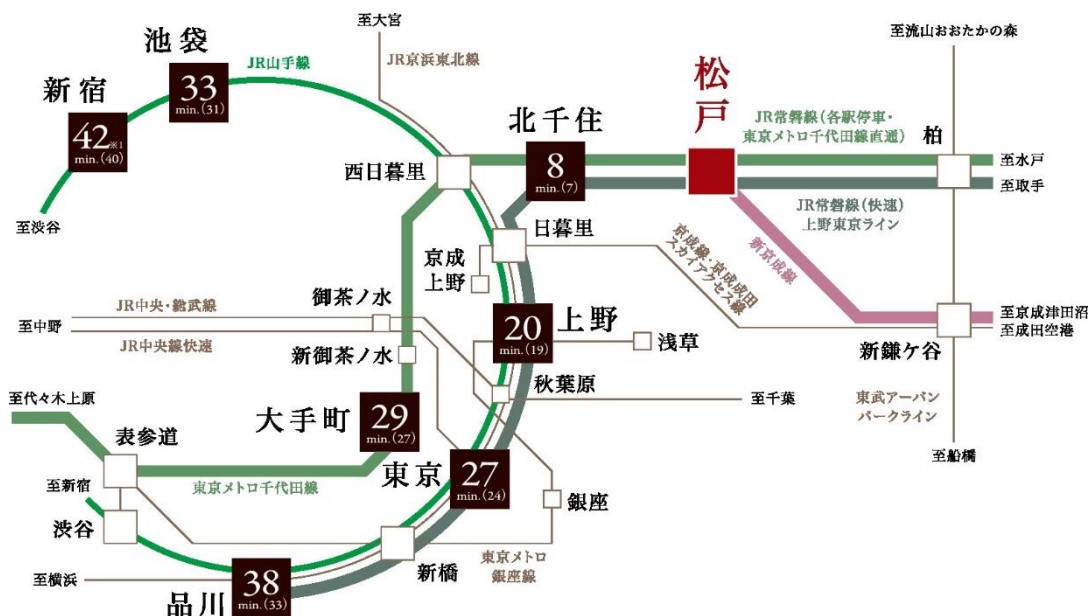 至大宮
至流山おおたかの森
池袋
JR山手線
JR京浜東北線
33
min.(31)
新宿
42※1
min.(40)
北千住
8
min.(7)
松戸
JR常磐線(各駅停車・
東京メトロ千代田線直通)
柏
西日暮里
至水戸
至取手
至渋谷
日暮里
JR常磐線(快速)
上野東京ライン
京成
上野
京成線・京成成田
スカイアクセス線
新京成線
御茶ノ水
JR中央・総武線
至中野
JR中央線快速
新御茶ノ水
20
min.(19)
上野
浅草
至京成津田沼
至成田空港
新鎌ケ谷
秋葉原
至千葉
東武アーバン
パークライン
至代々木上原
大手町
29
min.(27)
表参道
東京
27
min.(24)
至船橋
至新宿
東京メトロ千代田線
銀座
渋谷
新橋
東京メトロ
銀座線
至横浜
品川
38
min.(33)